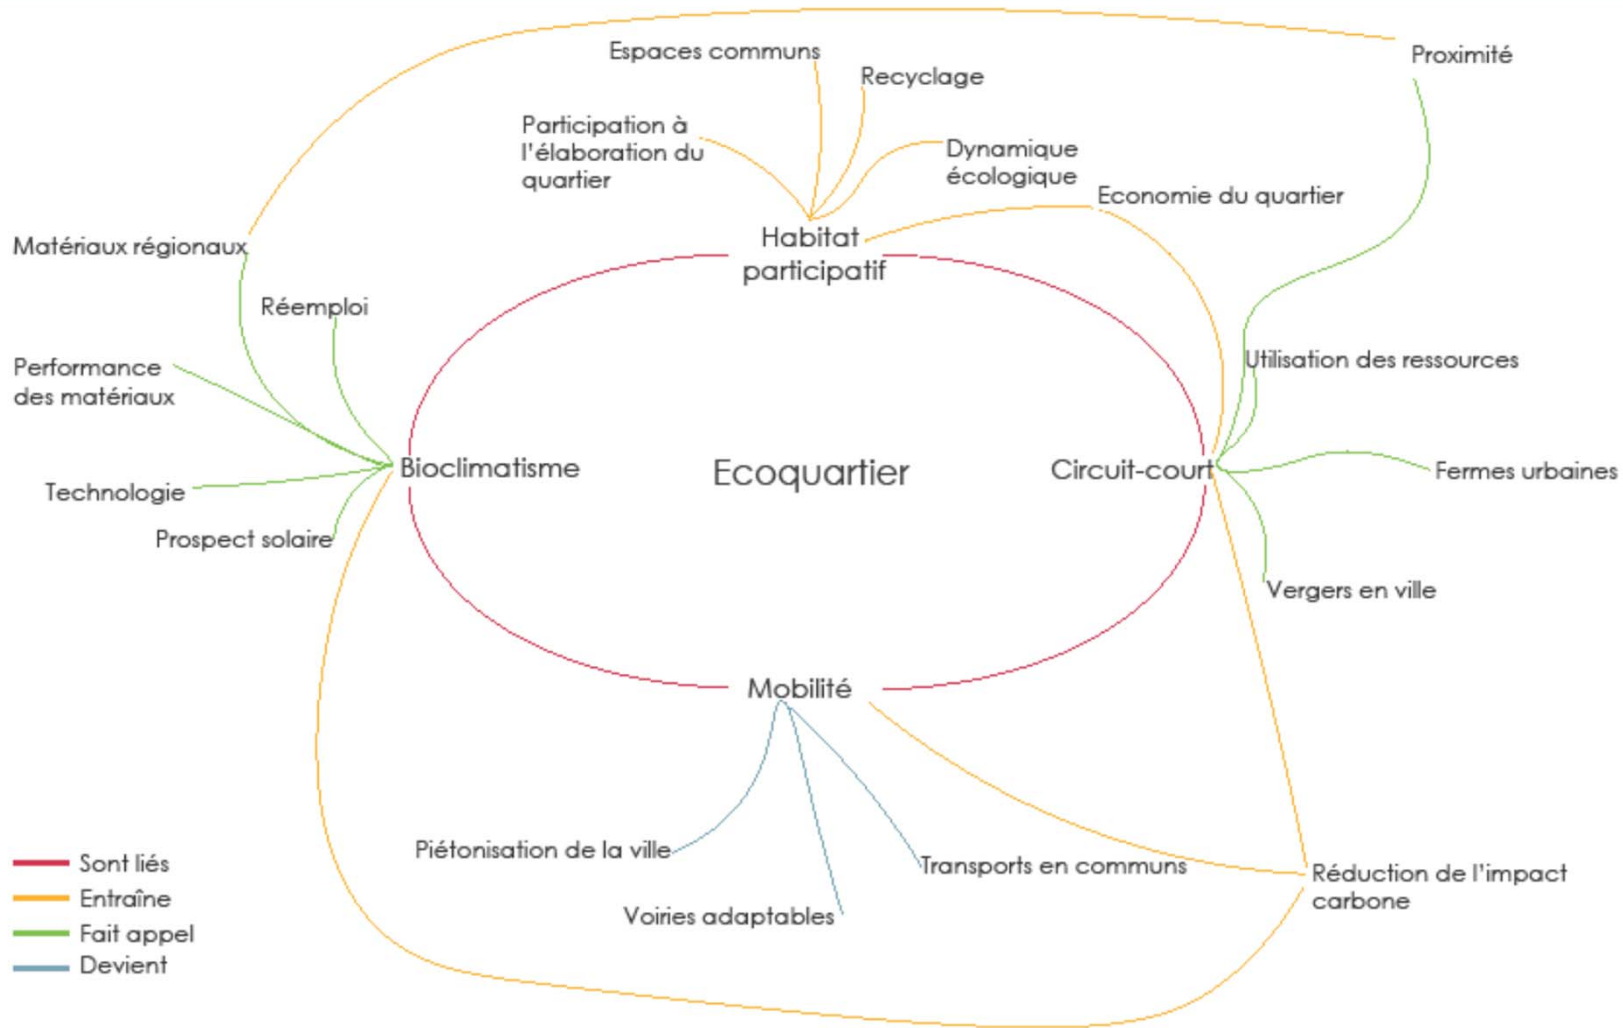 Espaces communs
Proximité
Recyclage
Participation à
l'élaboration du
quartier
Dynamique
écologique
Economie du quartier
Habitat
participatif
Matériaux régionaux
Réemploi
Performance
des matériaux
Utilisation des ressources
Bioclimatisme
Ecoquartier
Circuit-court
Fermes urbaines
Technologie
Prospect solaire
Vergers en ville
Mobilité
Piétonisation de la ville
Transports en communs
Voiries adaptables
Réduction de l'impact
carbone
Sont liés
Entraîne
Fait appel
Devient